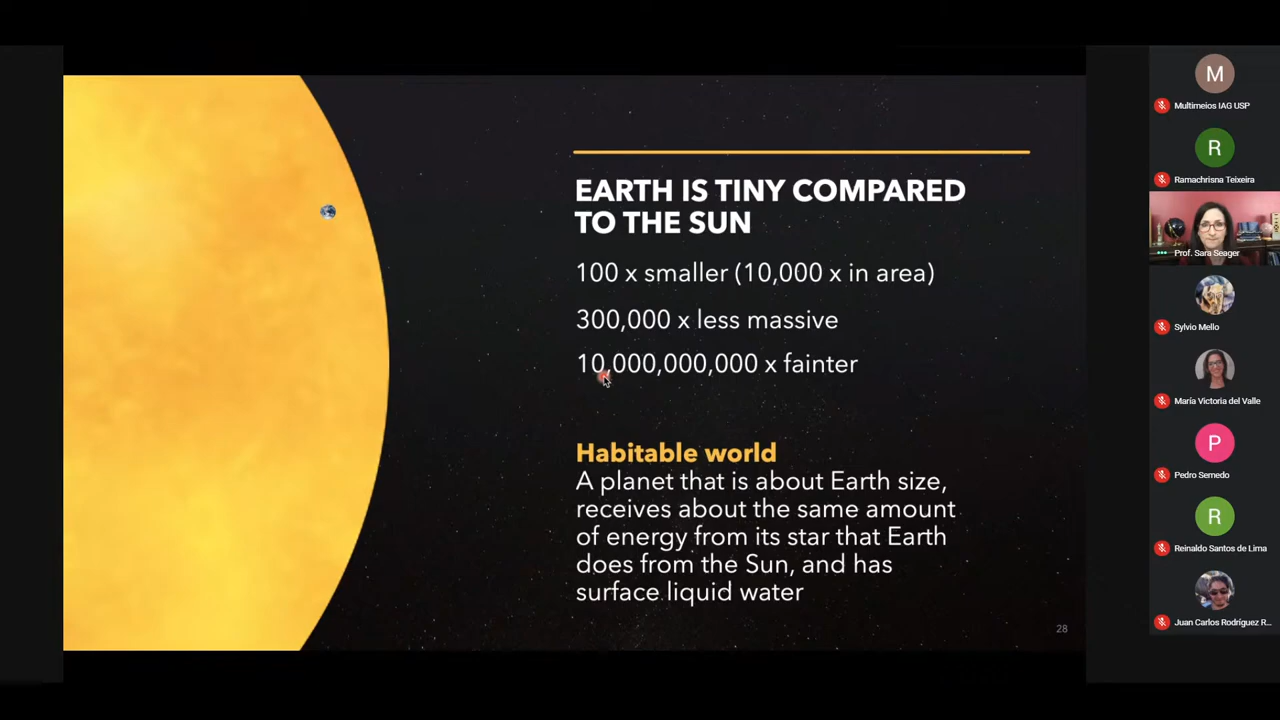 EARTH IS TINY COMPARED
TO THE SUN
100 x smaller (10,000 x in area)
300,000 x less massive
10,000,000,000 x fainter
Habitable world
A planet that is about Earth size,
receives about the same amount
of energy from its star that Earth
does from the Sun, and has
surface liquid water
28
M
Multimeios IAG USP
R
Ramachrisna Teixeira
Prof. Sara Seager
Sylvio Mello
María Victoria del Valle
P
Pedro Semedo
R
Reinaldo Santos de Lima
Juan Carlos Rodríguez R...